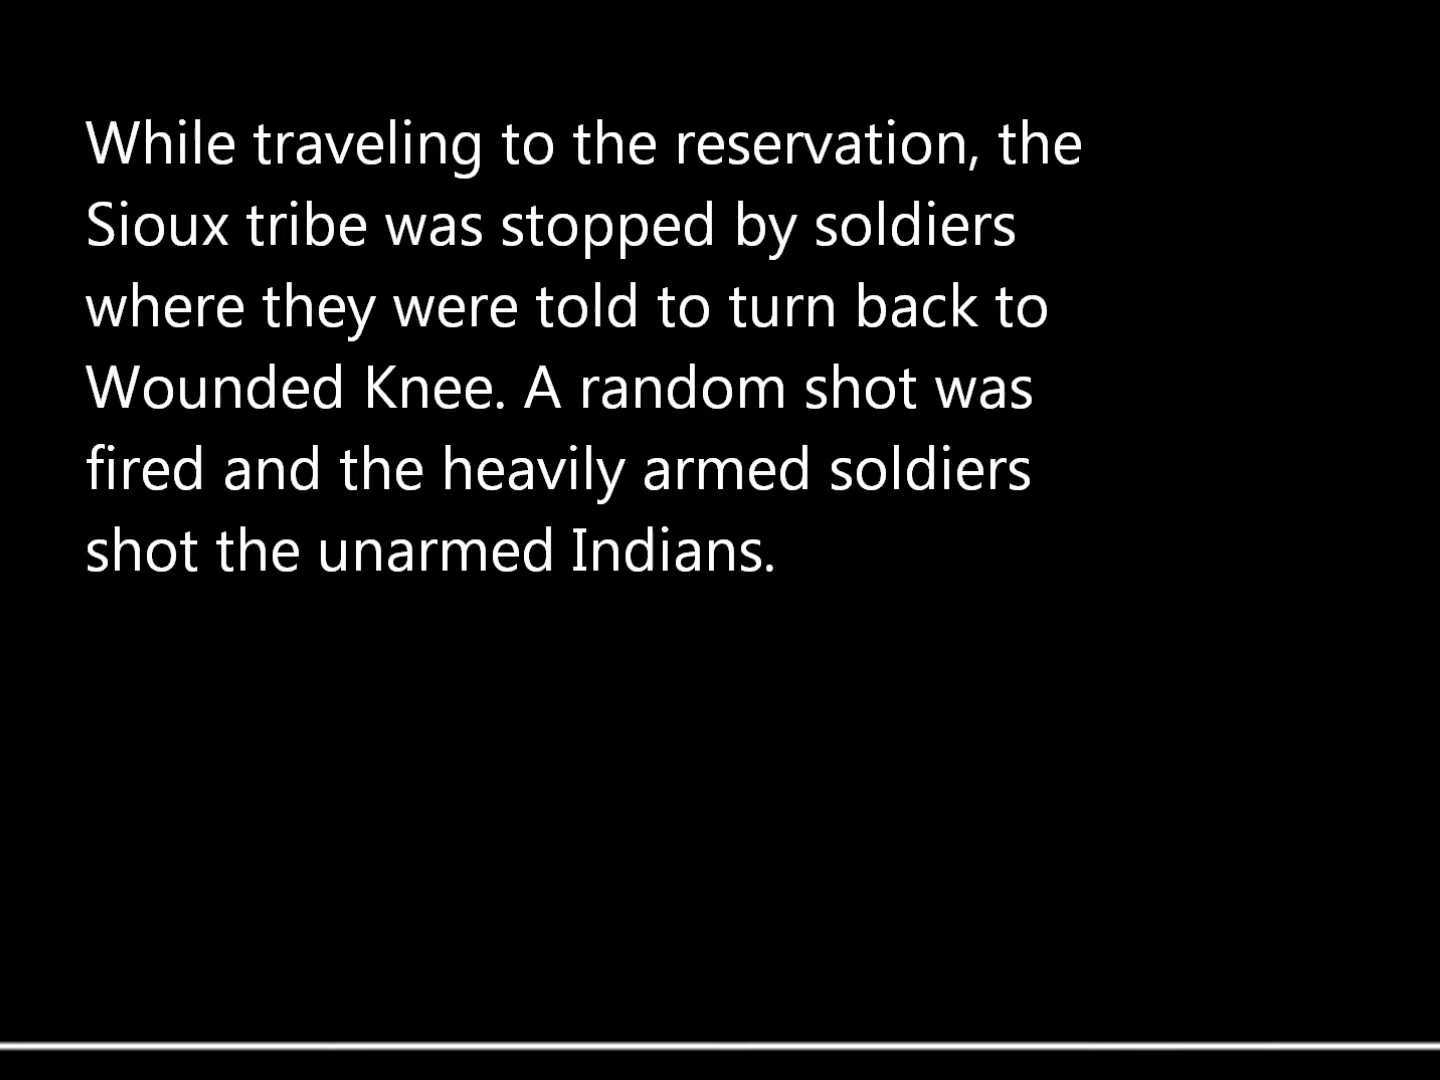 While traveling to the reservation, the
Sioux tribe was stopped by soldiers
where they were told to turn back to
Wounded Knee. A random shot was
fired and the heavily armed soldiers
shot the unarmed Indians.